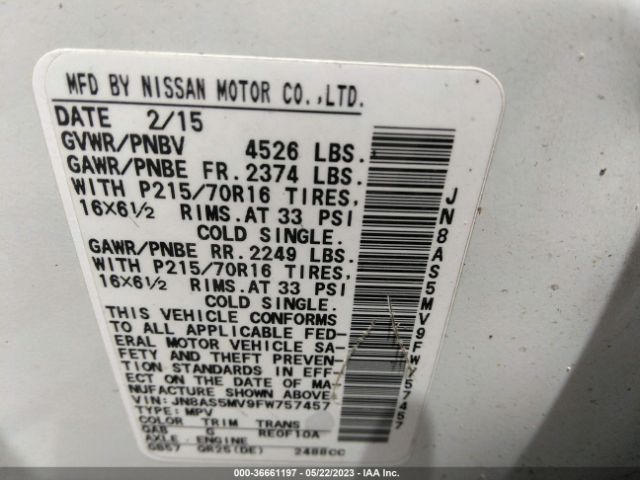 MFD BY NISSAN MOTOR CO.,LTD.
DATE 2/15
GVWR/PNBV 4526 LBS.
GAWR/PNBE FR.2374 LBS.
WITH P215/70R16 TIRES,
16X6½ RIMS.AT 33 PSI
COLD SINGLE.
GAWR/PNBE RR.2249 LBS.
WITH P215/70R16 TIRES,
16X6½ RIMS.AT 33 PSI
COLD SINGLE.
THIS VEHICLE CONFORMS
TO ALL APPLICABLE FED-
ERAL MOTOR VEHICLE SA-
FETY AND THEFT PREVEN-
TION STANDARDS IN EFF-
ECT ON THE DATE OF MA-
NUFACTURE SHOWN ABOVE.
VIN: JN8AS5MV9FW757457
TYPE: MPV
COLOR TRIM TRANS
QAB G RE0F10A
AXLE ENGINE
GB57 QR25(DE) 2488CC
JN8AS5MV9FW757457
000-36661197 - 05/22/2023 - IAA Inc.